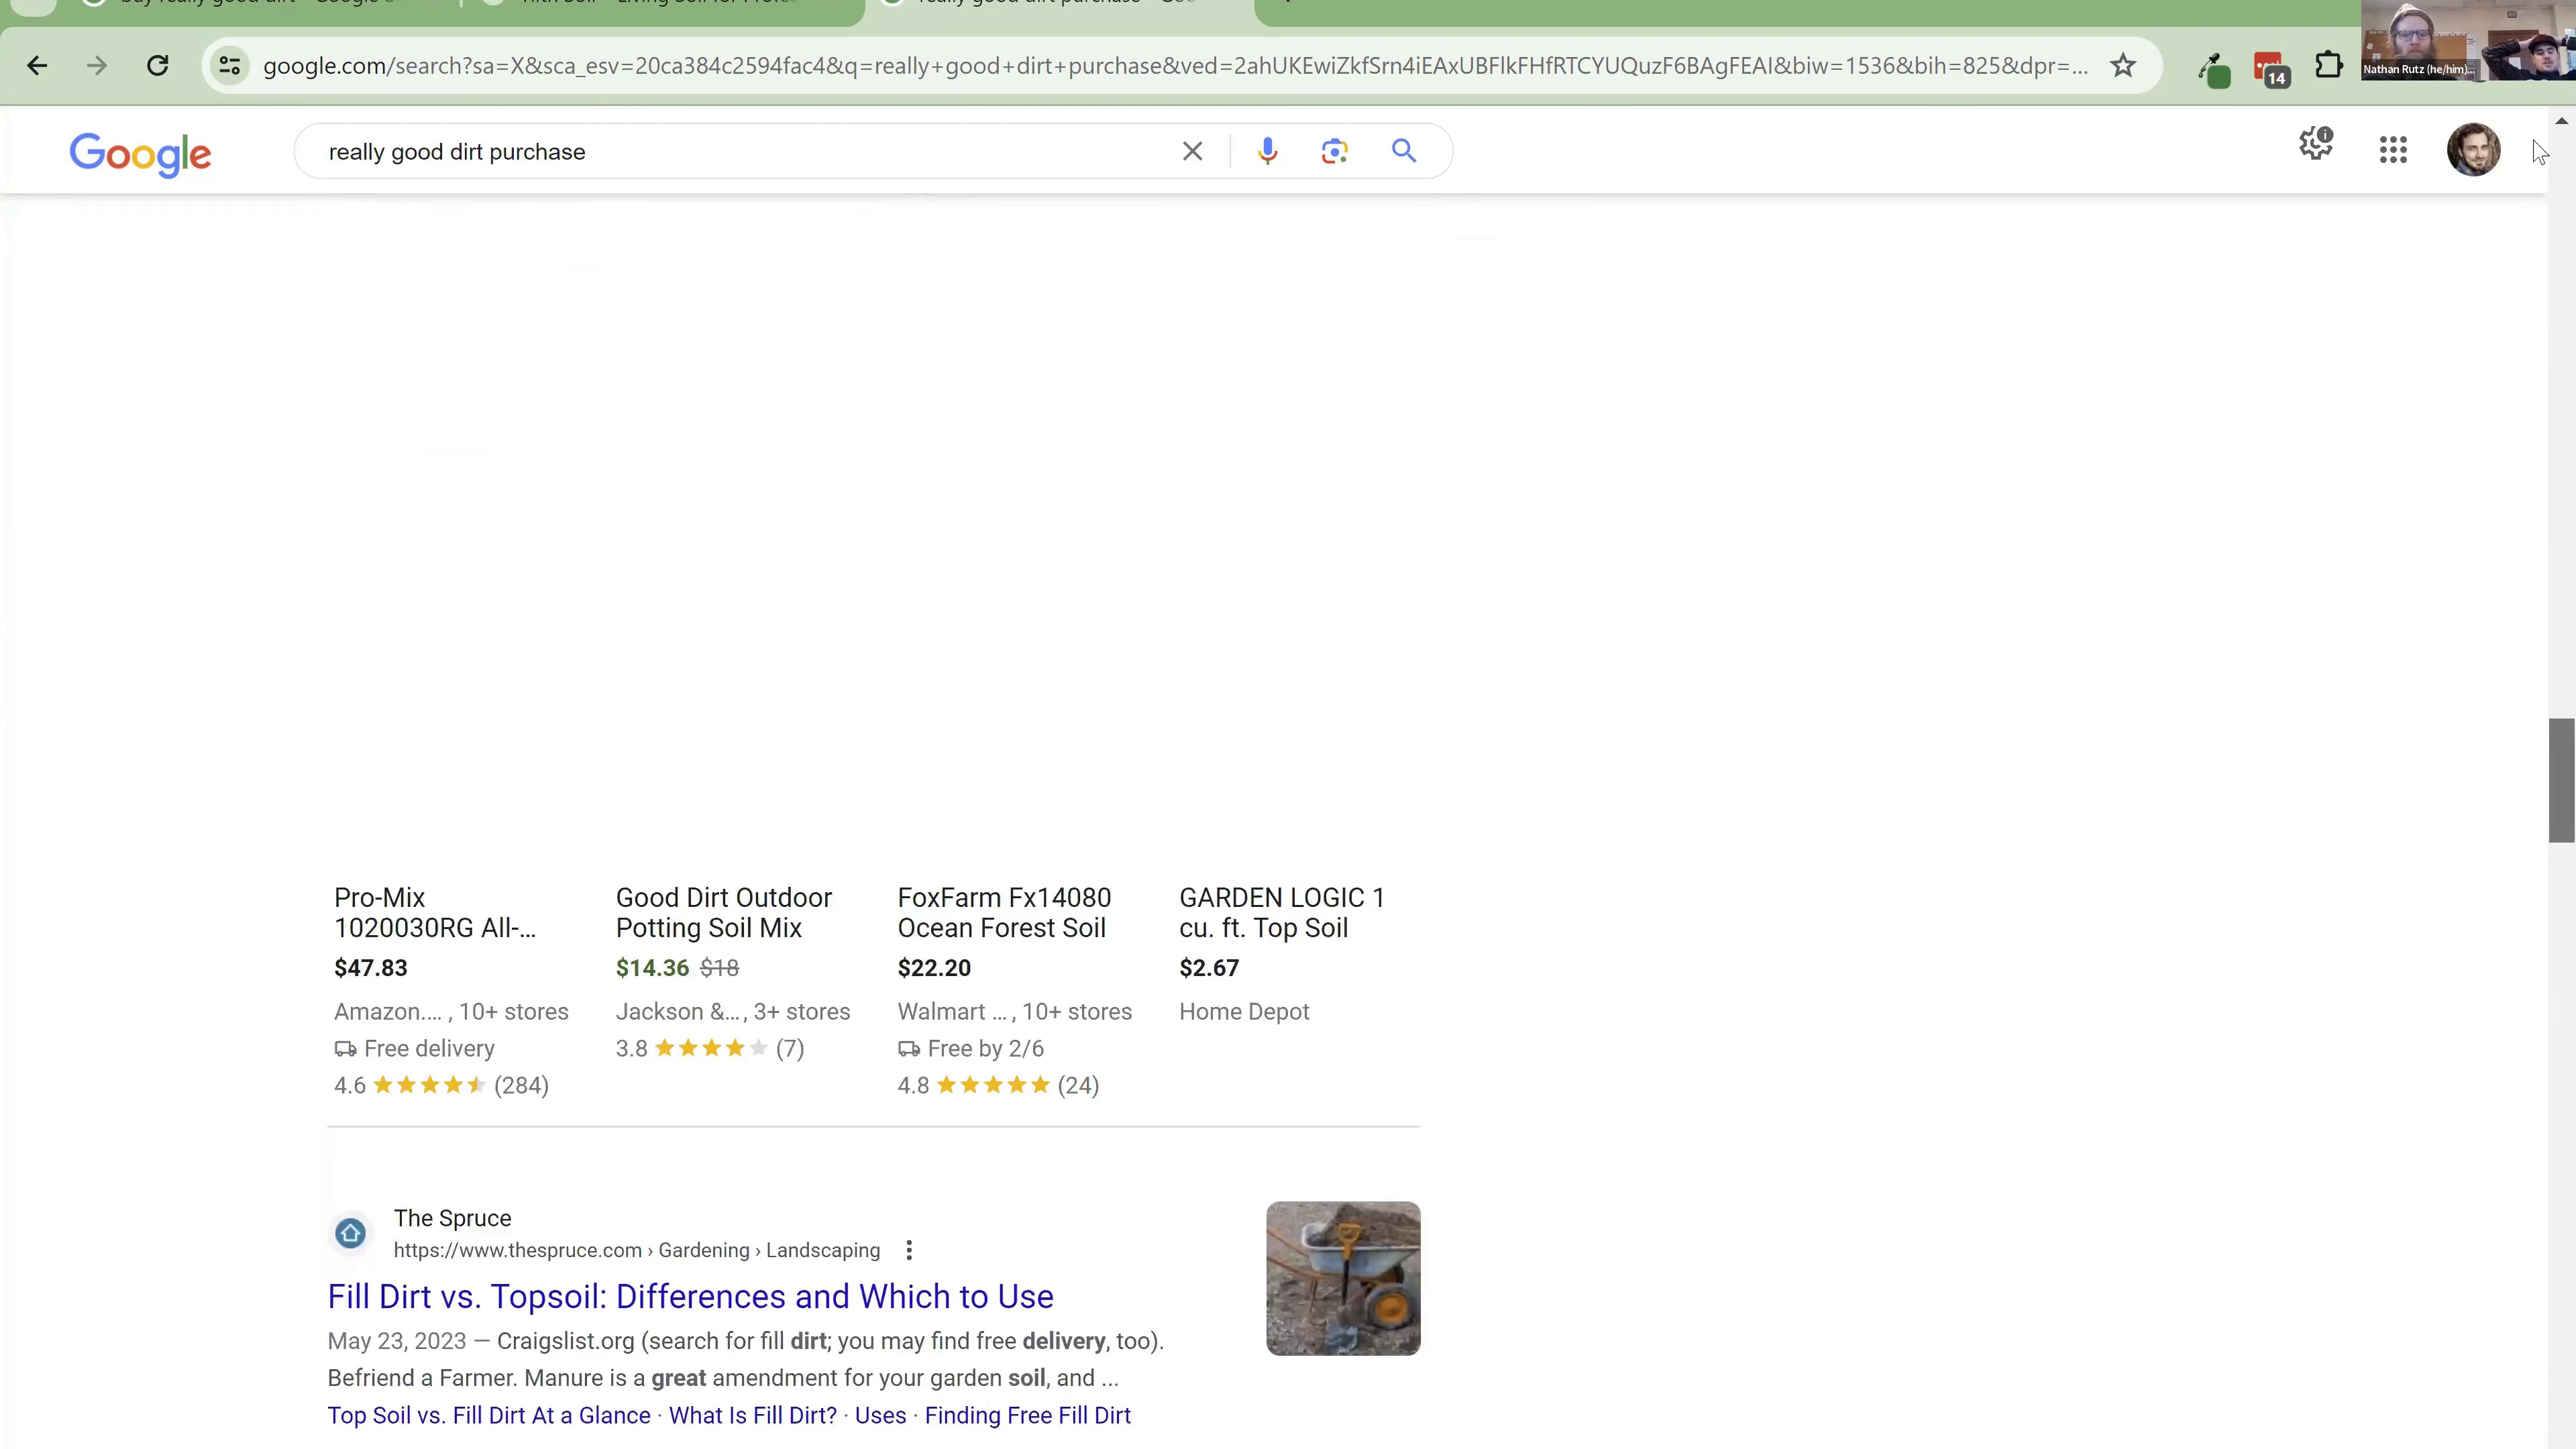 google.com/search?sa=X&sca_esv=20ca384c2594fac4&q=really+good+dirt+purchase&ved=2ahUKEwiZkfSrn4iEAxUBFlkFHfRTCYUQuzF6BAgFEAI&biw=1536&bih=825&dpr=...
14
Nathan Rutz (he/him)...
Google
really good dirt purchase
Pro-Mix
1020030RG All-...
$47.83
Amazon.... , 10+ stores
Free delivery
4.6 (284)
Good Dirt Outdoor
Potting Soil Mix
$14.36 $18
Jackson &..., 3+ stores
3.8 (7)
FoxFarm Fx14080
Ocean Forest Soil
$22.20
Walmart ... , 10+ stores
Free by 2/6
4.8 (24)
GARDEN LOGIC 1
cu. ft. Top Soil
$2.67
Home Depot
The Spruce
https://www.thespruce.com › Gardening › Landscaping
Fill Dirt vs. Topsoil: Differences and Which to Use
May 23, 2023 — Craigslist.org (search for fill dirt; you may find free delivery, too).
Befriend a Farmer. Manure is a great amendment for your garden soil, and ...
Top Soil vs. Fill Dirt At a Glance · What Is Fill Dirt? · Uses · Finding Free Fill Dirt